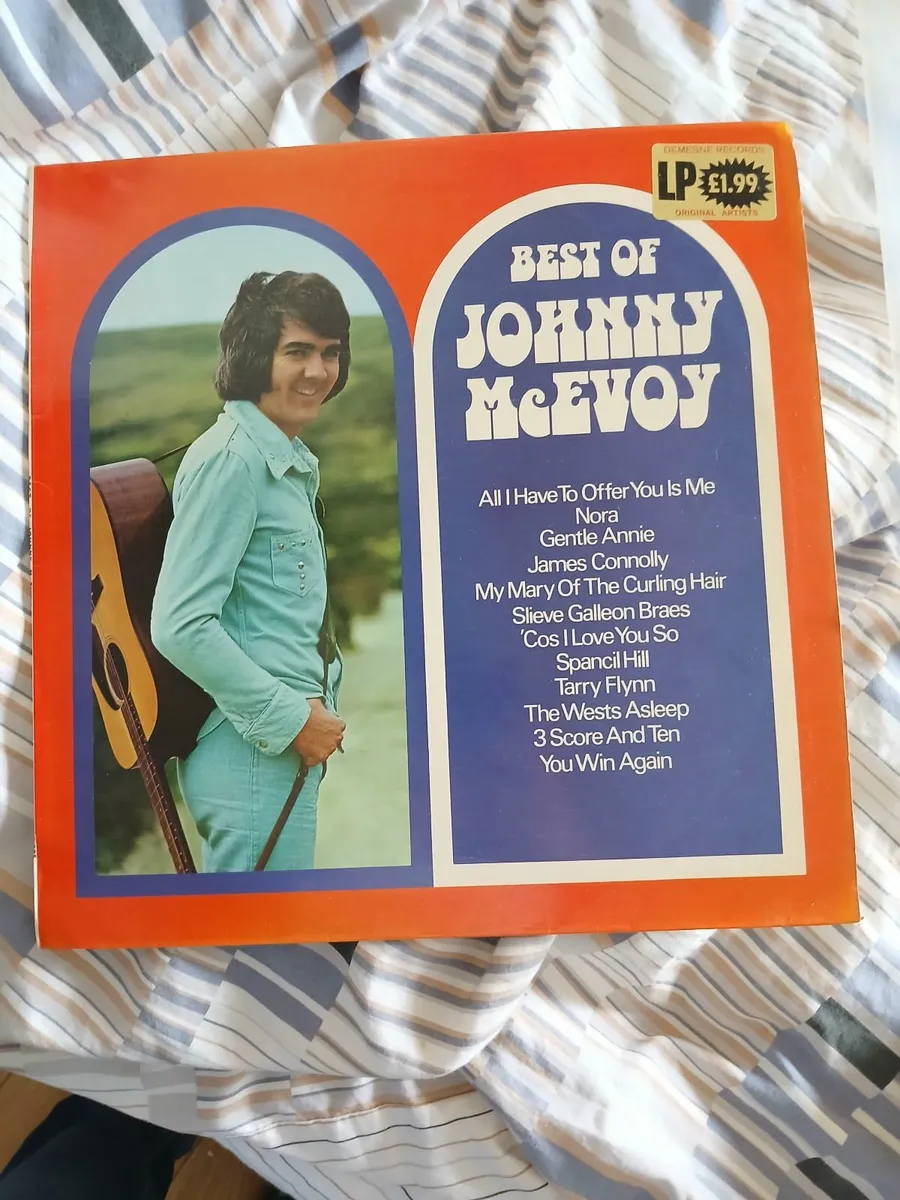 DEMESNE RECORDS
LP £1.99
ORIGINAL ARTISTS
BEST OF
JOHNNY
McEVOY
All I Have To Offer You Is Me
Nora
Gentle Annie
James Connolly
My Mary Of The Curling Hair
Slieve Galleon Braes
'Cos I Love You So
Spancil Hill
Tarry Flynn
The Wests Asleep
3 Score And Ten
You Win Again